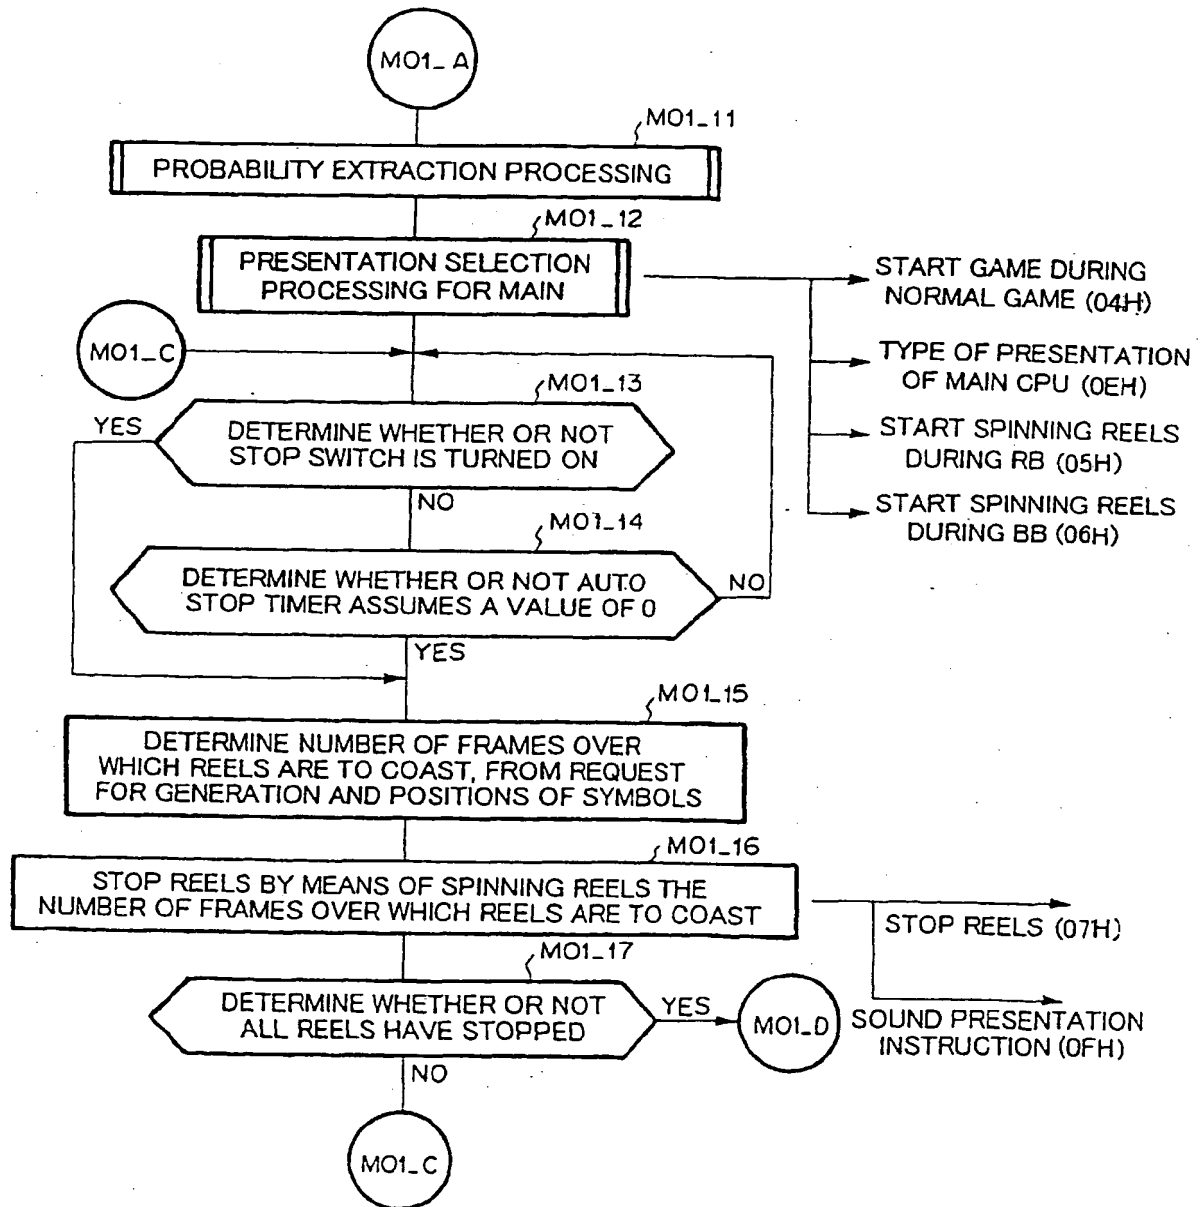 M01_A
M01_11
PROBABILITY EXTRACTION PROCESSING
M01_12
PRESENTATION SELECTION
PROCESSING FOR MAIN
START GAME DURING
NORMAL GAME (04H)
TYPE OF PRESENTATION
OF MAIN CPU (0EH)
START SPINNING REELS
DURING RB (05H)
START SPINNING REELS
DURING BB (06H)
M01_C
M01_13
YES
DETERMINE WHETHER OR NOT
STOP SWITCH IS TURNED ON
NO
M01_14
DETERMINE WHETHER OR NOT AUTO
STOP TIMER ASSUMES A VALUE OF 0
NO
YES
M01_15
DETERMINE NUMBER OF FRAMES OVER
WHICH REELS ARE TO COAST, FROM REQUEST
FOR GENERATION AND POSITIONS OF SYMBOLS
M01_16
STOP REELS BY MEANS OF SPINNING REELS THE
NUMBER OF FRAMES OVER WHICH REELS ARE TO COAST
STOP REELS (07H)
SOUND PRESENTATION
INSTRUCTION (0FH)
M01_17
DETERMINE WHETHER OR NOT
ALL REELS HAVE STOPPED
YES
M01_D
NO
M01_C